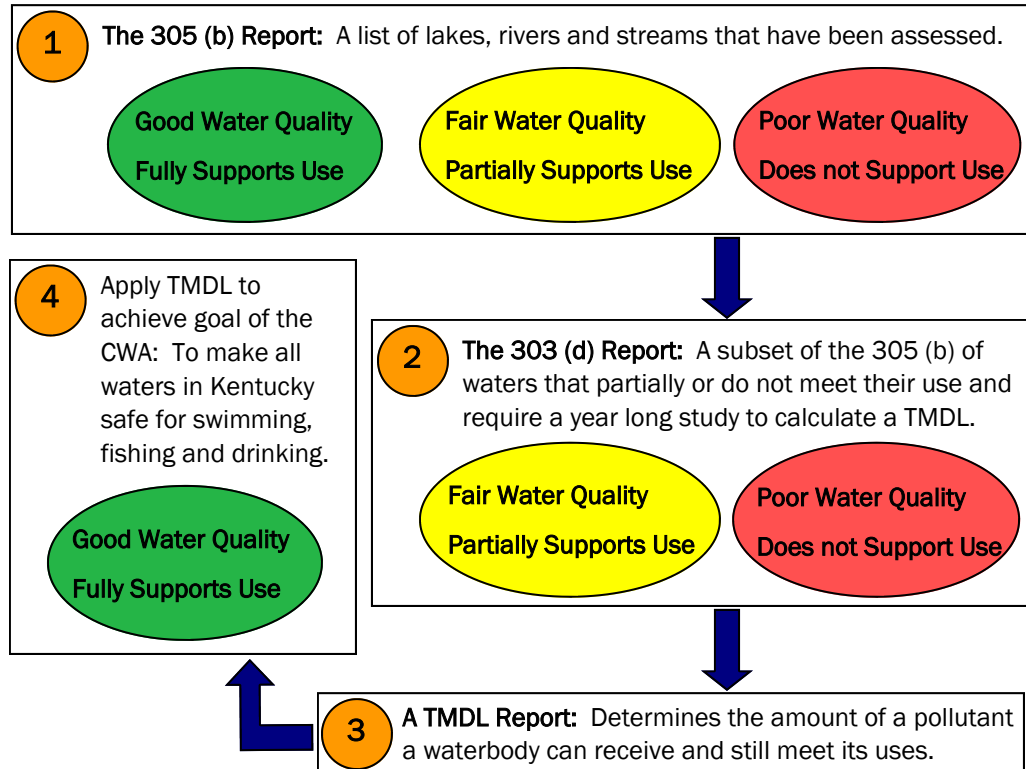 1
The 305 (b) Report: A list of lakes, rivers and streams that have been assessed.
Good Water Quality
Fully Supports Use
Fair Water Quality
Partially Supports Use
Poor Water Quality
Does not Support Use
2
The 303 (d) Report: A subset of the 305 (b) of
waters that partially or do not meet their use and
require a year long study to calculate a TMDL.
Fair Water Quality
Partially Supports Use
Poor Water Quality
Does not Support Use
3
A TMDL Report: Determines the amount of a pollutant
a waterbody can receive and still meet its uses.
4
Apply TMDL to
achieve goal of the
CWA: To make all
waters in Kentucky
safe for swimming,
fishing and drinking.
Good Water Quality
Fully Supports Use